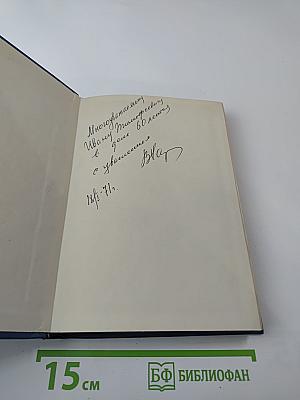 Многоуважаемому
Ивану Тимофеевичу
в день 60 летия
с уважением
15 см
БФ БИБЛИОФАН